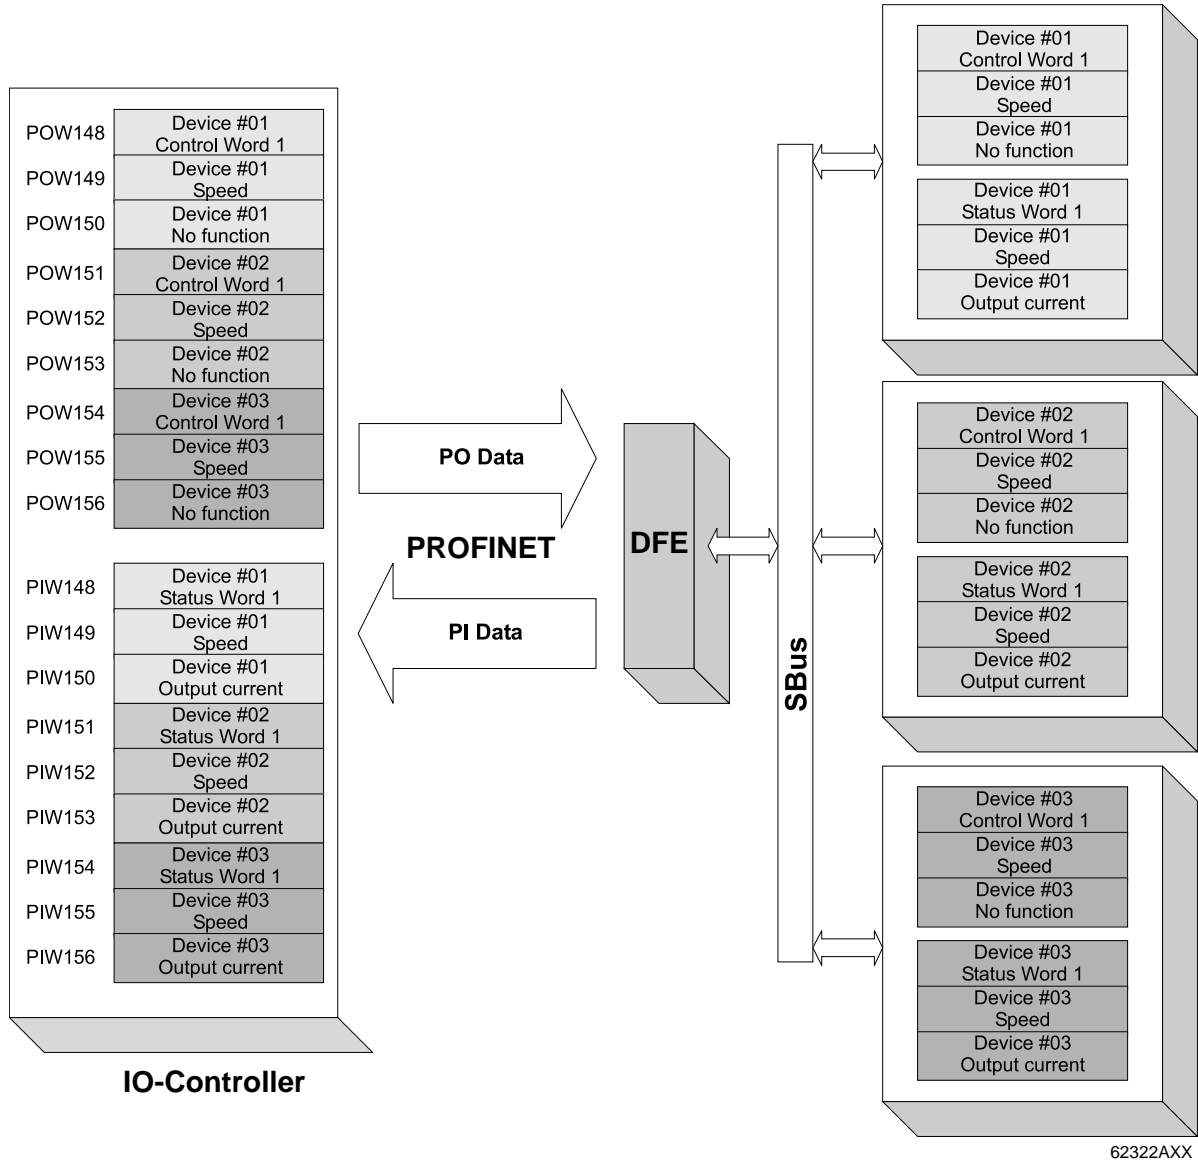 POW148
Device #01
Control Word 1
POW149
Device #01
Speed
POW150
Device #01
No function
POW151
Device #02
Control Word 1
POW152
Device #02
Speed
POW153
Device #02
No function
POW154
Device #03
Control Word 1
POW155
Device #03
Speed
POW156
Device #03
No function
PIW148
Device #01
Status Word 1
PIW149
Device #01
Speed
PIW150
Device #01
Output current
PIW151
Device #02
Status Word 1
PIW152
Device #02
Speed
PIW153
Device #02
Output current
PIW154
Device #03
Status Word 1
PIW155
Device #03
Speed
PIW156
Device #03
Output current
IO-Controller
PO Data
PROFINET
PI Data
DFE
SBus
Device #01
Control Word 1
Device #01
Speed
Device #01
No function
Device #01
Status Word 1
Device #01
Speed
Device #01
Output current
Device #02
Control Word 1
Device #02
Speed
Device #02
No function
Device #02
Status Word 1
Device #02
Speed
Device #02
Output current
Device #03
Control Word 1
Device #03
Speed
Device #03
No function
Device #03
Status Word 1
Device #03
Speed
Device #03
Output current
62322AXX